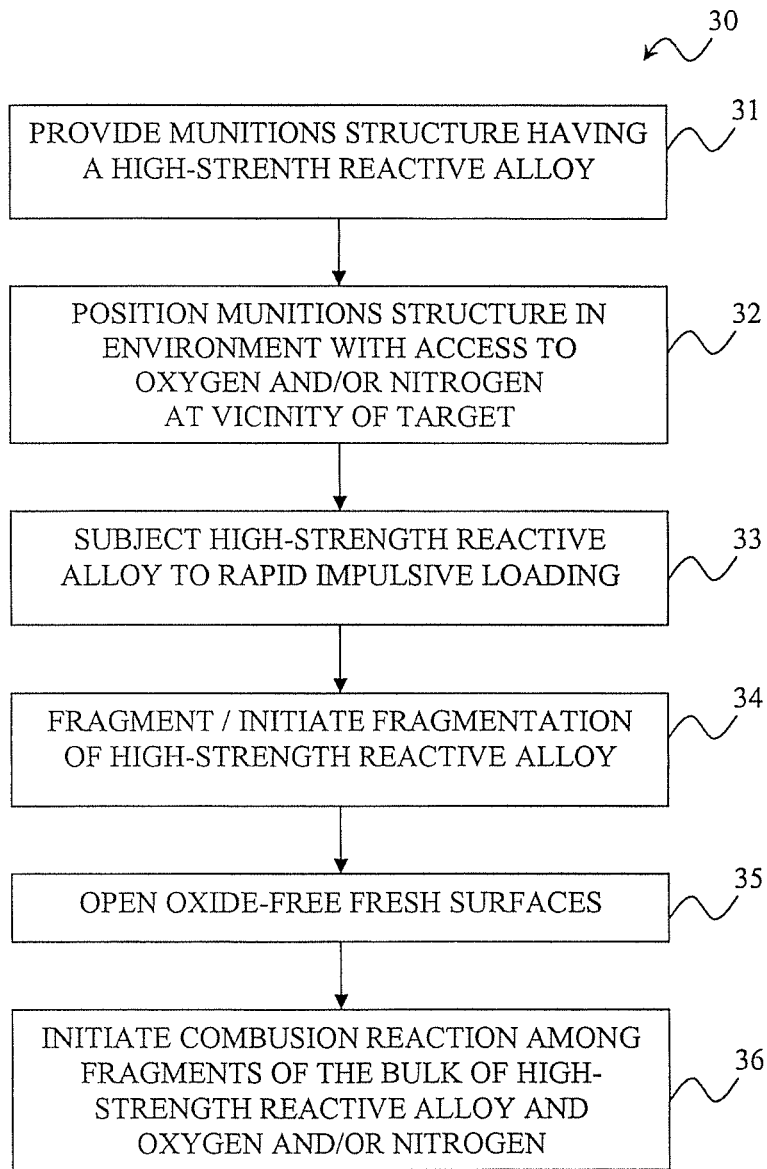 30
PROVIDE MUNITIONS STRUCTURE HAVING
A HIGH-STRENTH REACTIVE ALLOY
31
POSITION MUNITIONS STRUCTURE IN
ENVIRONMENT WITH ACCESS TO
OXYGEN AND/OR NITROGEN
AT VICINITY OF TARGET
32
SUBJECT HIGH-STRENGTH REACTIVE
ALLOY TO RAPID IMPULSIVE LOADING
33
FRAGMENT / INITIATE FRAGMENTATION
OF HIGH-STRENGTH REACTIVE ALLOY
34
OPEN OXIDE-FREE FRESH SURFACES
35
INITIATE COMBUSION REACTION AMONG
FRAGMENTS OF THE BULK OF HIGH-
STRENGTH REACTIVE ALLOY AND
OXYGEN AND/OR NITROGEN
36